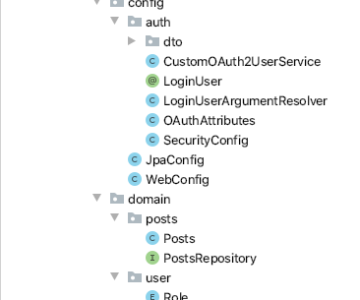 config
auth
dto
CustomOAuth2UserService
LoginUser
LoginUserArgumentResolver
OAuthAttributes
SecurityConfig
JpaConfig
WebConfig
domain
posts
Posts
PostsRepository
user
Role